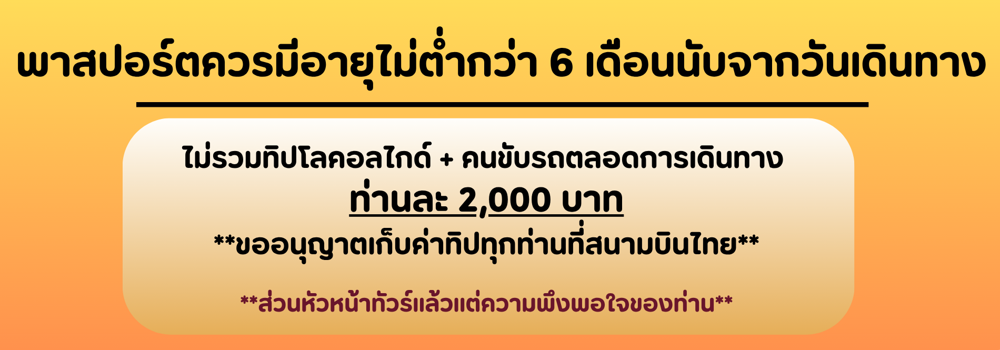 พาสปอร์ตควรมีอายุไม่ต่ำกว่า 6 เดือนนับจากวันเดินทาง
ไม่รวมทิปโลคอลไกด์ + คนขับรถตลอดการเดินทาง
ท่านละ 2,000 บาท
**ขออนุญาตเก็บค่าทิปทุกท่านที่สนามบินไทย**
**ส่วนหัวหน้าทัวร์แล้วแต่ความพึงพอใจของท่าน**